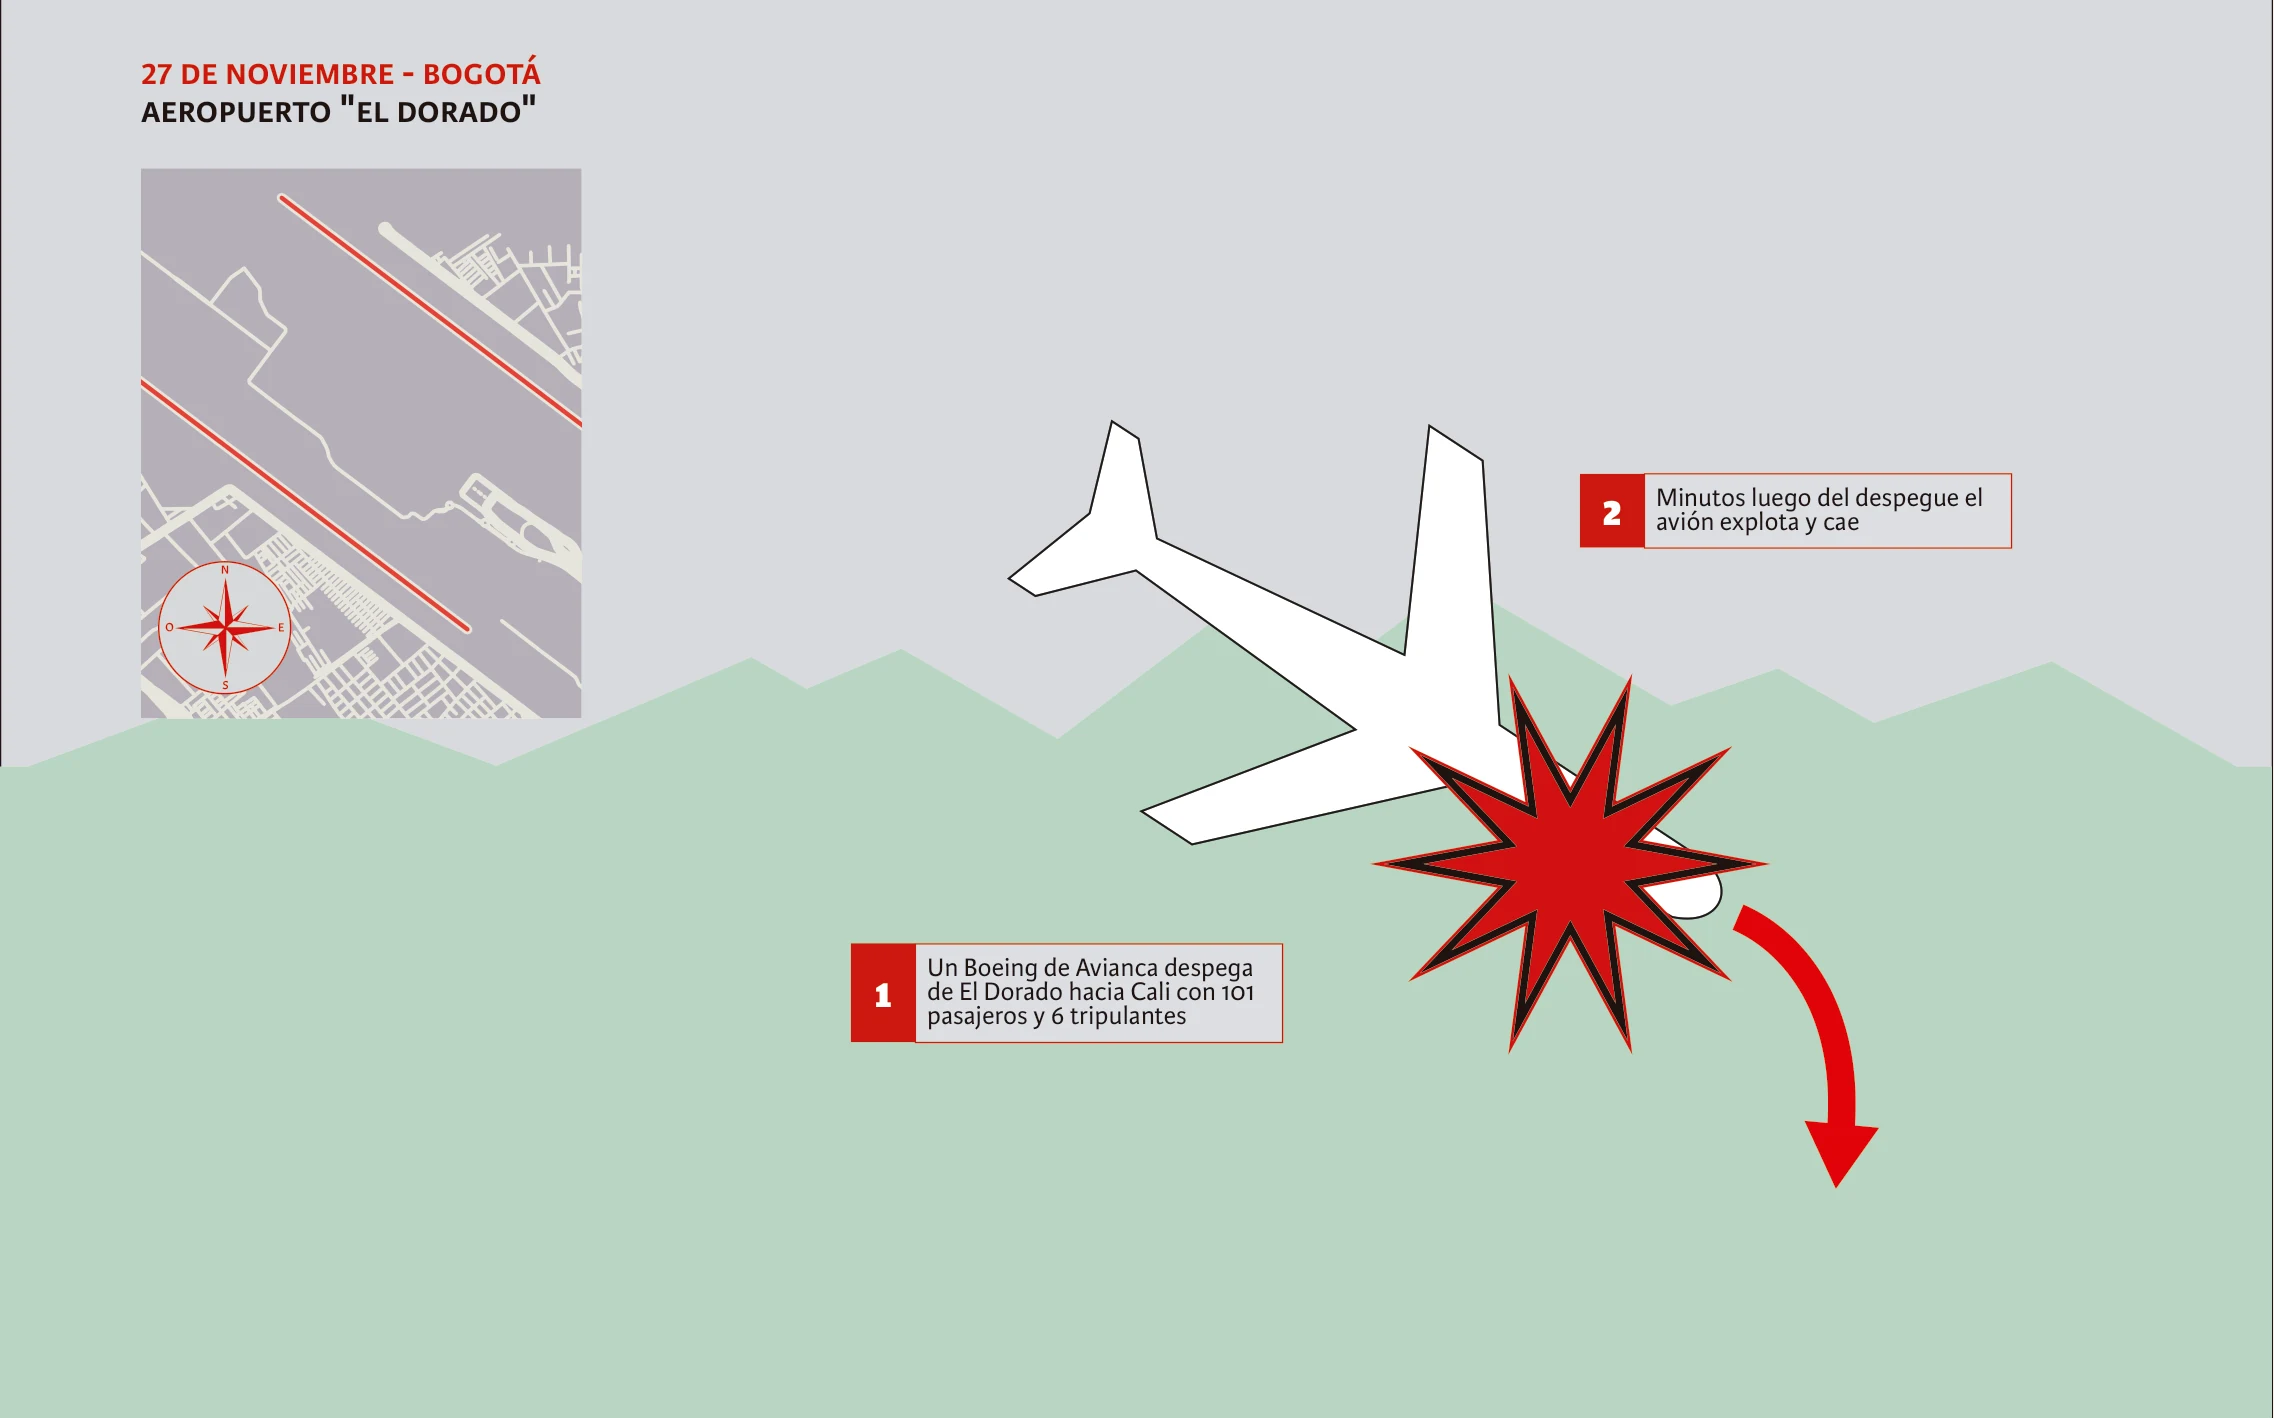 27 DE NOVIEMBRE - BOGOTÁ
AEROPUERTO "EL DORADO"
N
O
E
S
2
Minutos luego del despegue el
avión explota y cae
1
Un Boeing de Avianca despega
de El Dorado hacia Cali con 101
pasajeros y 6 tripulantes